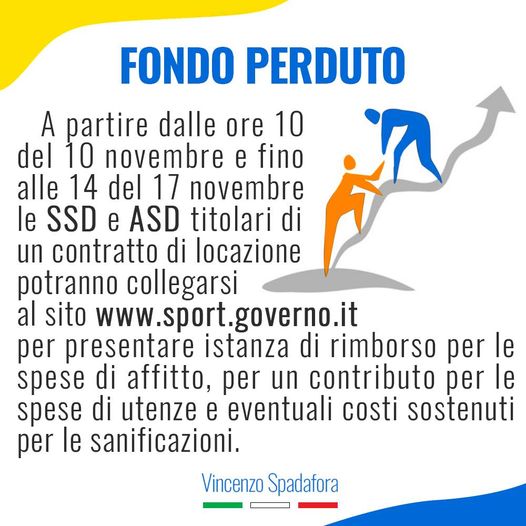 FONDO PERDUTO
A partire dalle ore 10
del 10 novembre e fino
alle 14 del 17 novembre
le SSD e ASD titolari di
un contratto di locazione
potranno collegarsi
al sito www.sport.governo.it
per presentare istanza di rimborso per le
spese di affitto, per un contributo per le
spese di utenze e eventuali costi sostenuti
per le sanificazioni.
Vincenzo Spadafora